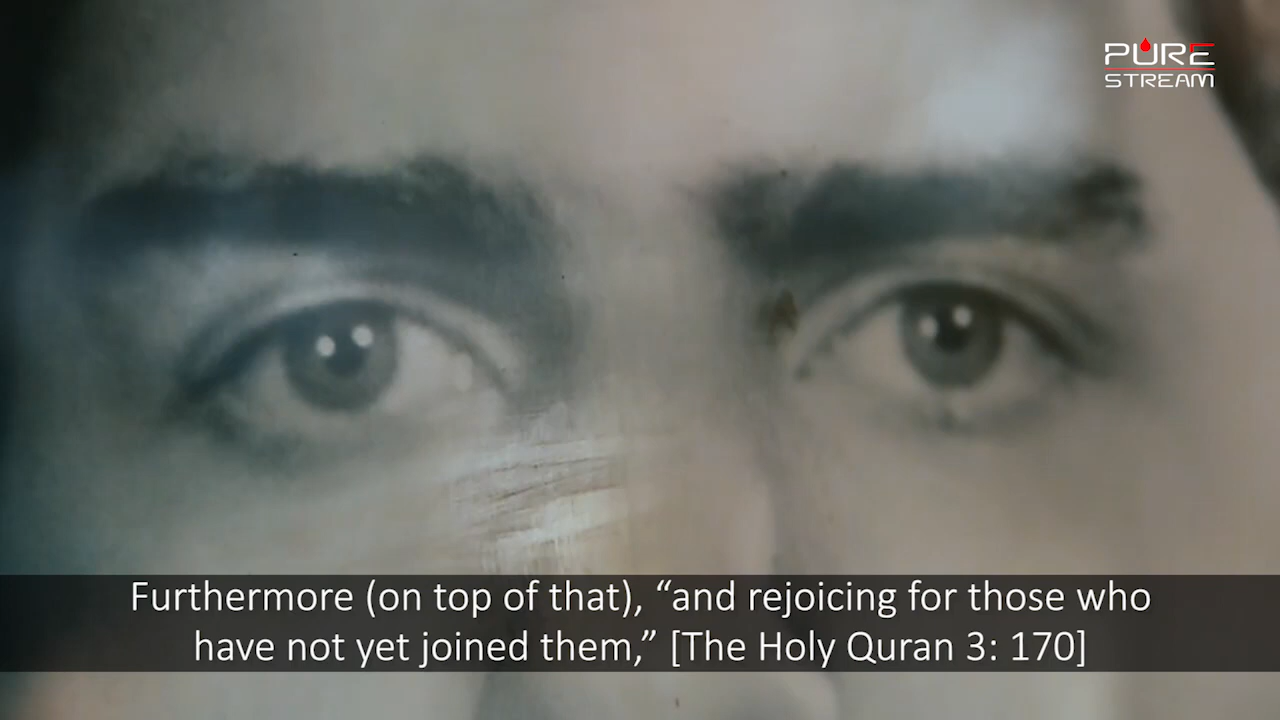 PURE
STREAM
Furthermore (on top of that), “and rejoicing for those who
have not yet joined them,” [The Holy Quran 3: 170]